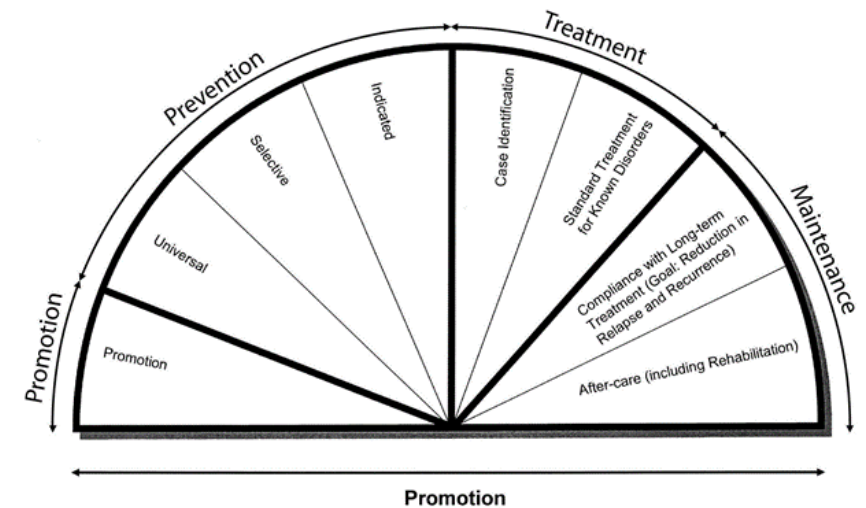 Treatment
Prevention
Maintenance
Promotion
Promotion
Universal
Selective
Indicated
Case Identification
Standard Treatment
for Known Disorders
Compliance with Long-term
Treatment (Goal: Reduction in
Relapse and Recurrence)
After-care (including Rehabilitation)
Promotion